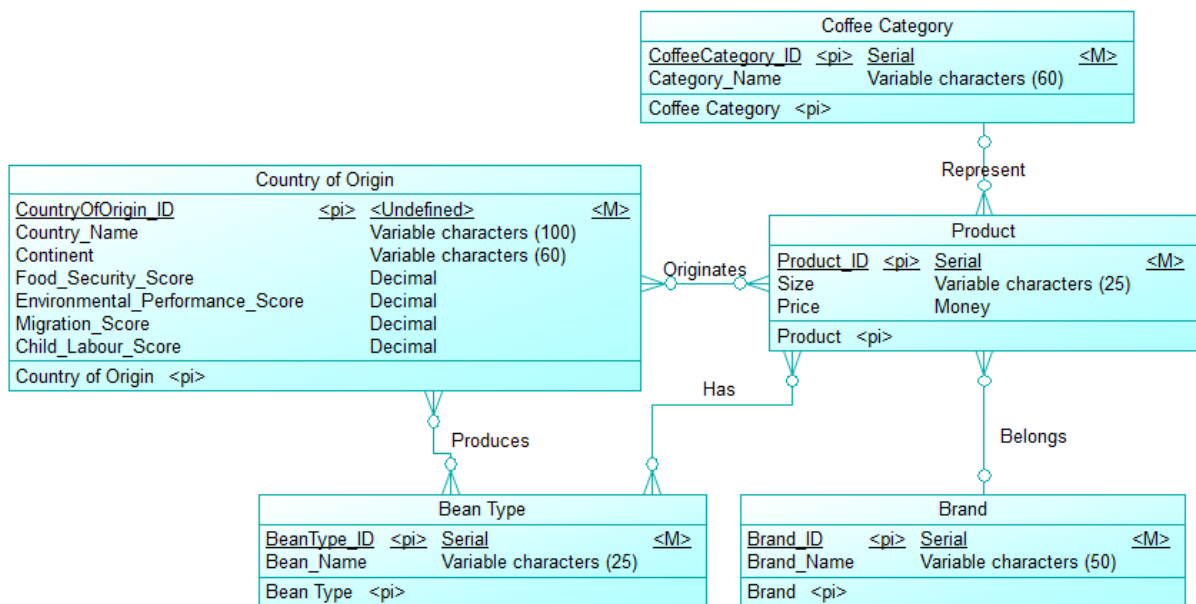 Coffee Category
CoffeeCategory_ID <pi> Serial <M>
Category_Name Variable characters (60)
Coffee Category <pi>
Represent
Country of Origin
CountryOfOrigin_ID <pi> <Undefined> <M>
Country_Name Variable characters (100)
Continent Variable characters (60)
Food_Security_Score Decimal
Environmental_Performance_Score Decimal
Migration_Score Decimal
Child_Labour_Score Decimal
Country of Origin <pi>
Originates
Product
Product_ID <pi> Serial <M>
Size Variable characters (25)
Price Money
Product <pi>
Has
Produces
Belongs
Bean Type
BeanType_ID <pi> Serial <M>
Bean_Name Variable characters (25)
Bean Type <pi>
Brand
Brand_ID <pi> Serial <M>
Brand_Name Variable characters (50)
Brand <pi>